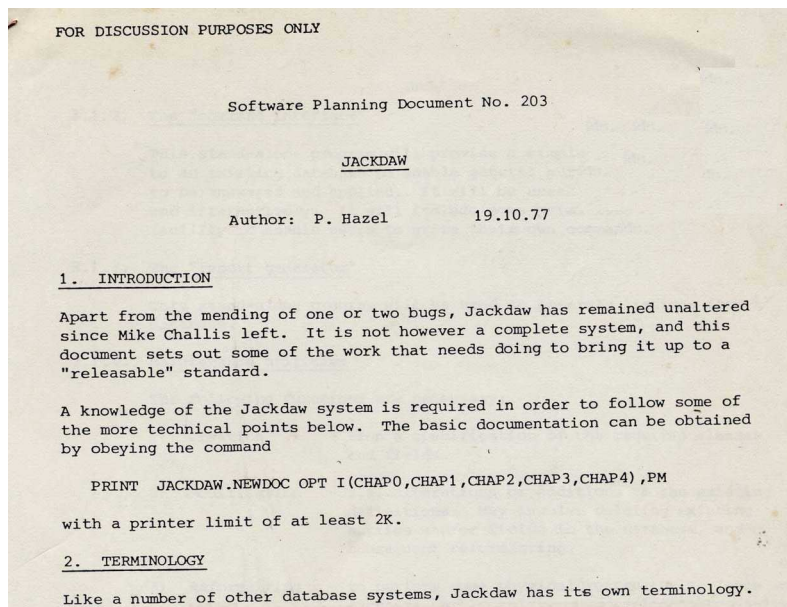 FOR DISCUSSION PURPOSES ONLY
Software Planning Document No. 203
JACKDAW
Author: P. Hazel 19.10.77
1. INTRODUCTION
Apart from the mending of one or two bugs, Jackdaw has remained unaltered
since Mike Challis left. It is not however a complete system, and this
document sets out some of the work that needs doing to bring it up to a
"releasable" standard.
A knowledge of the Jackdaw system is required in order to follow some of
the more technical points below. The basic documentation can be obtained
by obeying the command
PRINT JACKDAW.NEWDOC OPT I(CHAP0,CHAP1,CHAP2,CHAP3,CHAP4),PM
with a printer limit of at least 2K.
2. TERMINOLOGY
Like a number of other database systems, Jackdaw has its own terminology.